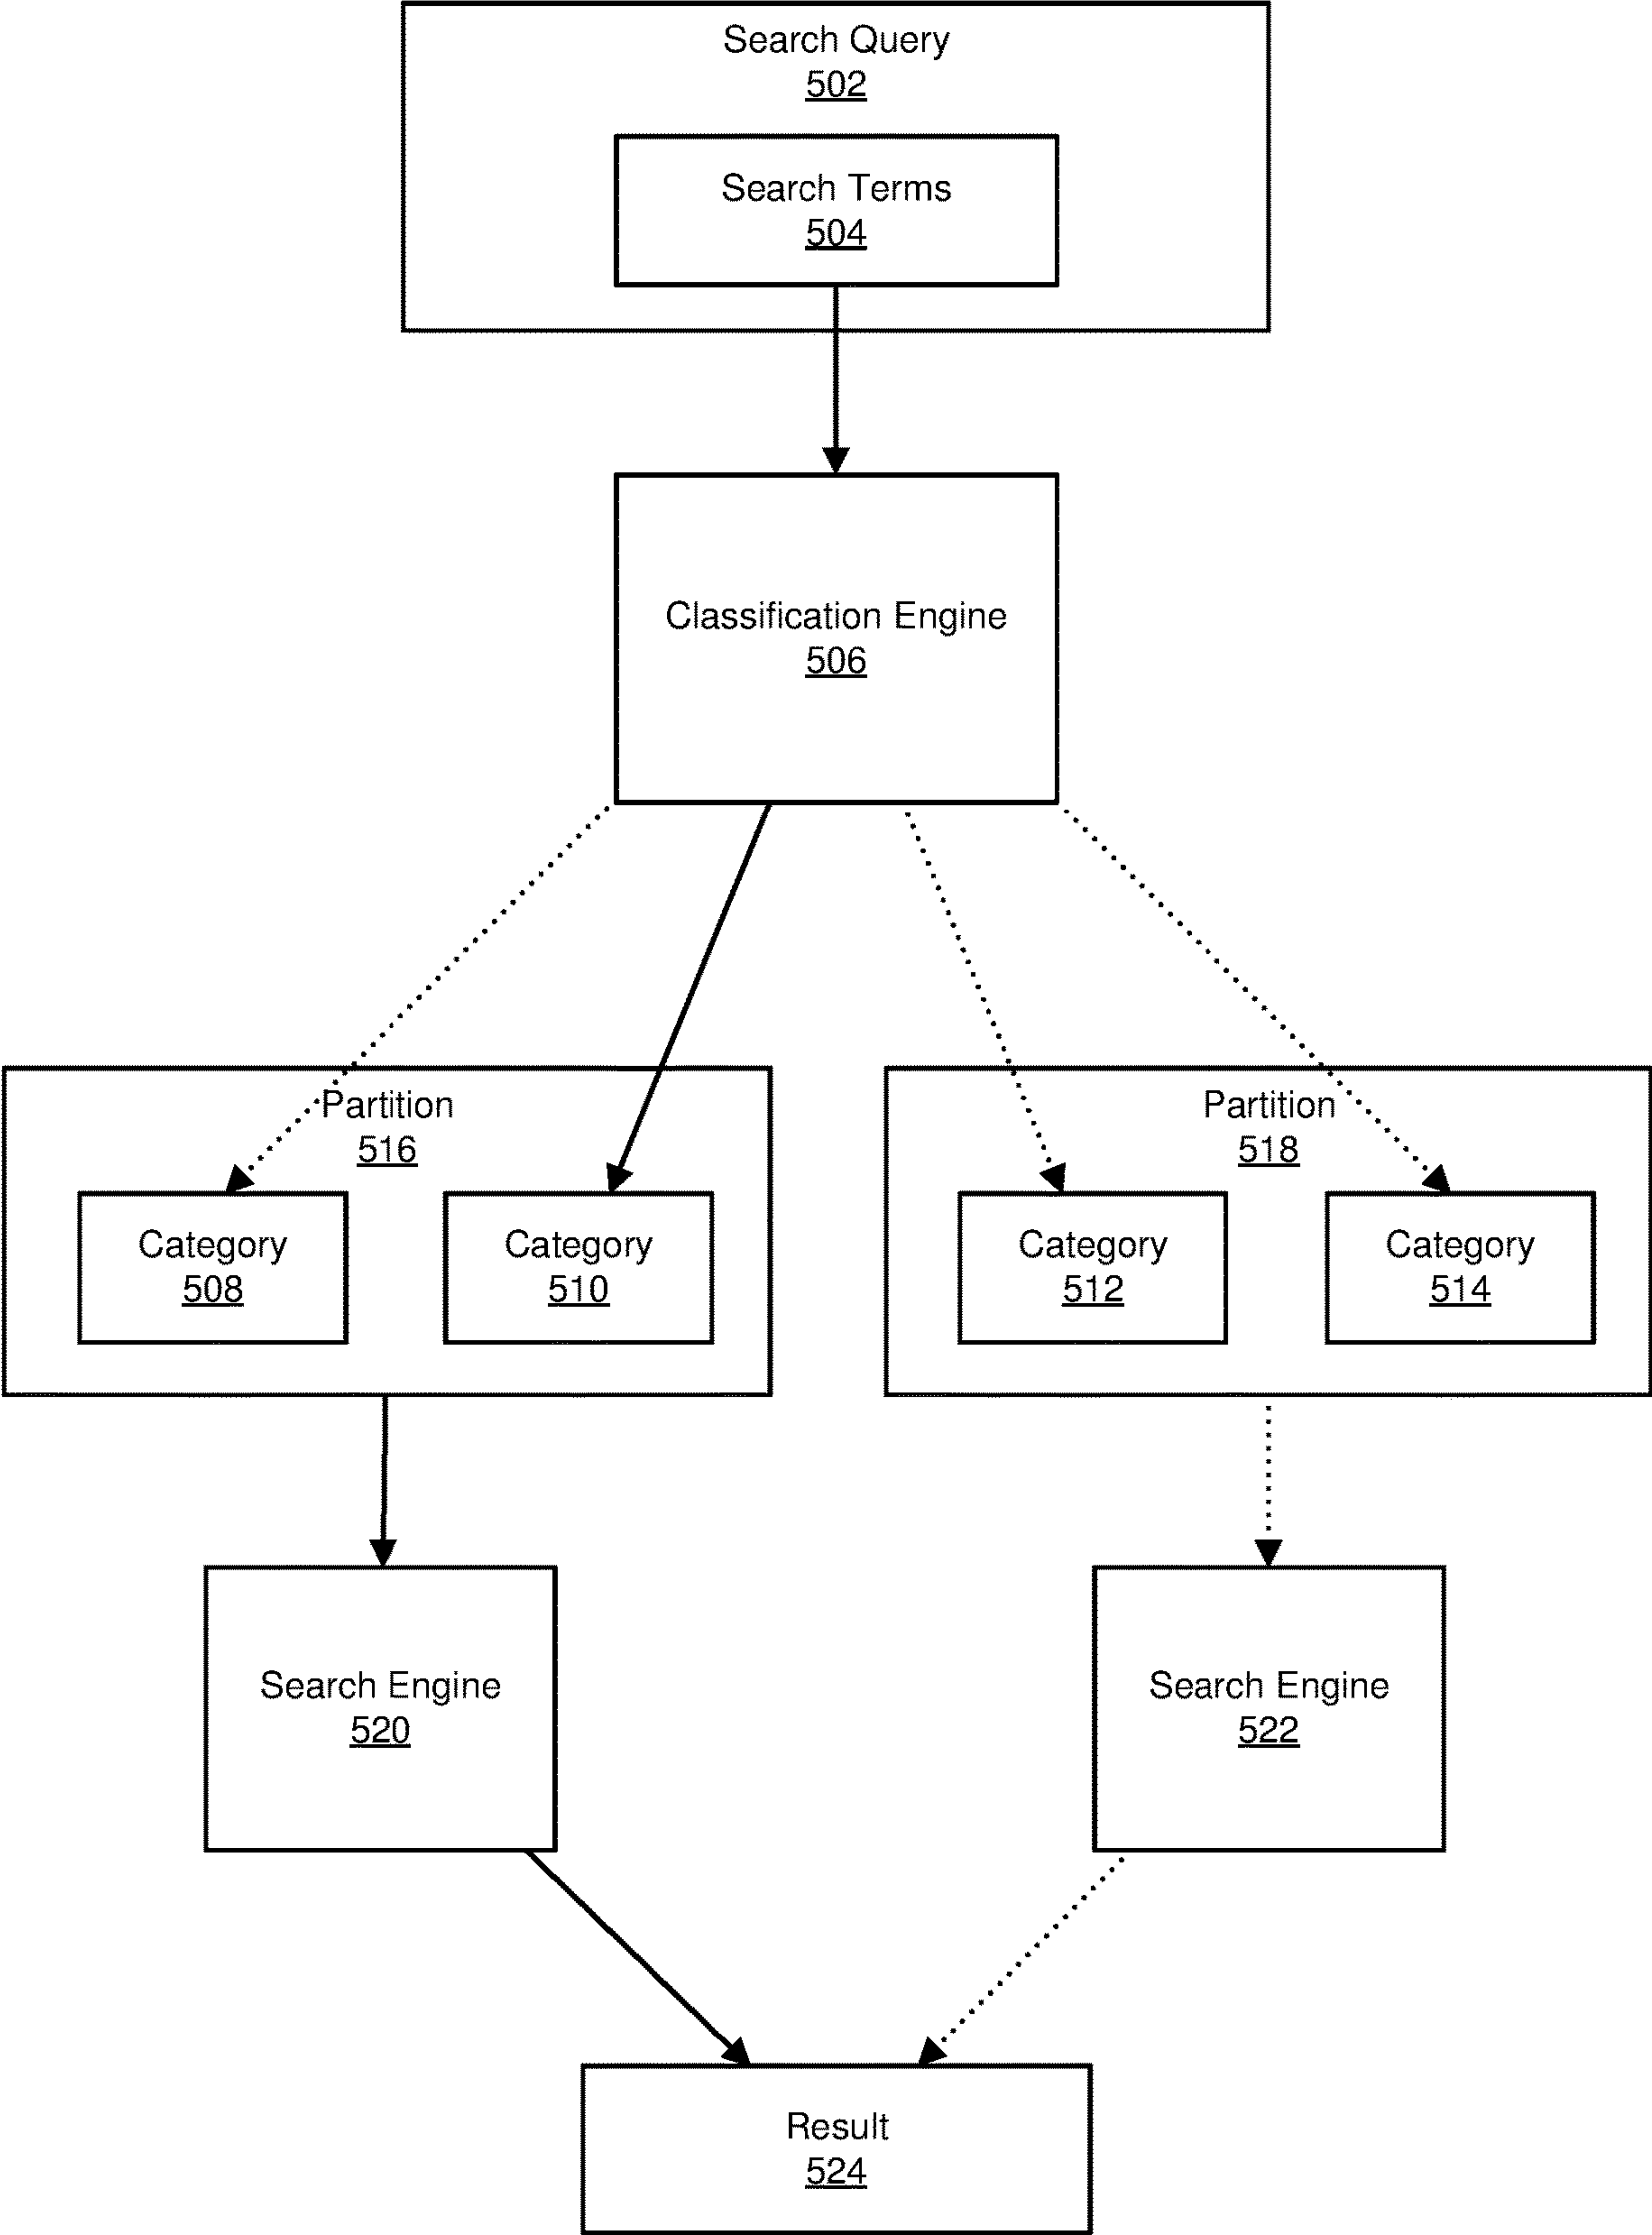 Search Query
502
Search Terms
504
Classification Engine
506
Partition
516
Partition
518
Category
508
Category
510
Category
512
Category
514
Search Engine
520
Search Engine
522
Result
524